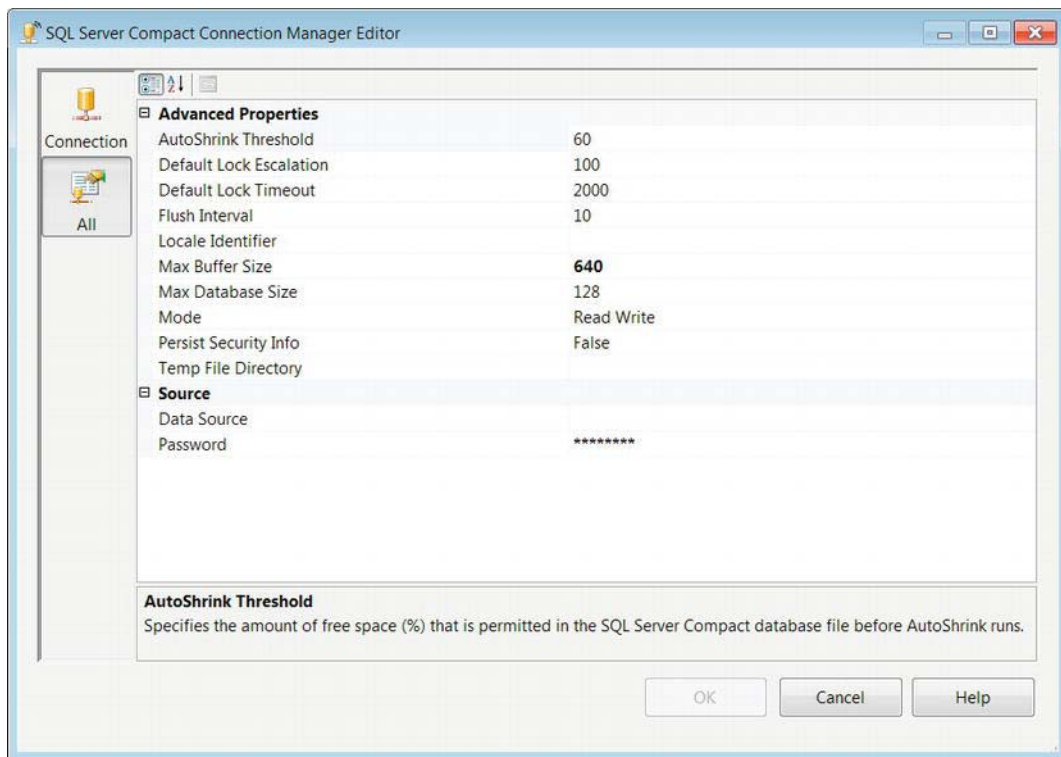 SQL Server Compact Connection Manager Editor
Connection
All
Advanced Properties
AutoShrink Threshold 60
Default Lock Escalation 100
Default Lock Timeout 2000
Flush Interval 10
Locale Identifier
Max Buffer Size 640
Max Database Size 128
Mode Read Write
Persist Security Info False
Temp File Directory
Source
Data Source
Password ********
AutoShrink Threshold
Specifies the amount of free space (%) that is permitted in the SQL Server Compact database file before AutoShrink runs.
OK Cancel Help